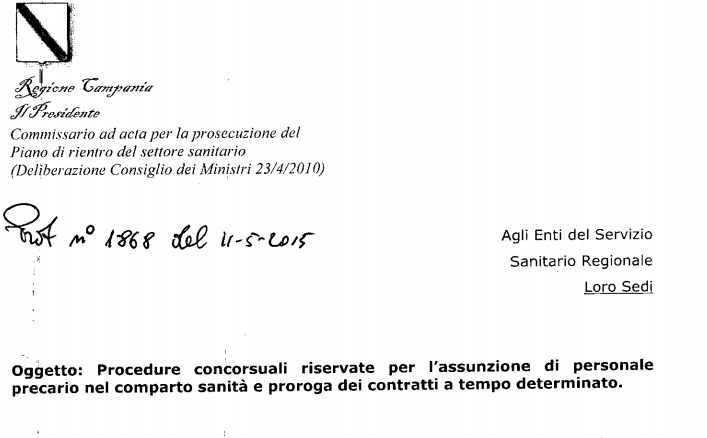 Regione Campania
Il Presidente
Commissario ad acta per la prosecuzione del
Piano di rientro del settore sanitario
(Deliberazione Consiglio dei Ministri 23/4/2010)
Prot n° 1868 del 11-5-2015
Agli Enti del Servizio
Sanitario Regionale
Loro Sedi
Oggetto: Procedure concorsuali riservate per l'assunzione di personale
precario nel comparto sanità e proroga dei contratti a tempo determinato.